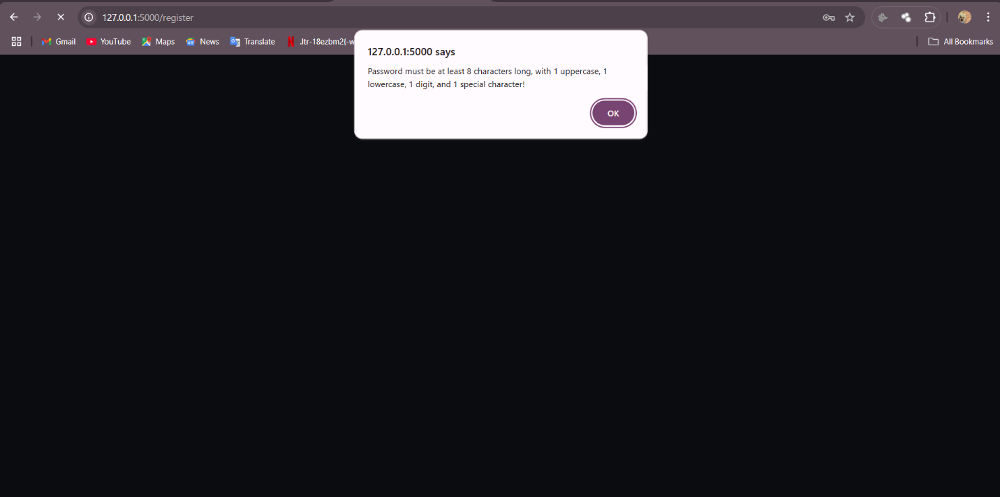 127.0.0.1:5000/register
Gmail YouTube Maps News Translate .ltr-18ezbm2{-w All Bookmarks
127.0.0.1:5000 says
Password must be at least 8 characters long, with 1 uppercase, 1
lowercase, 1 digit, and 1 special character!
OK